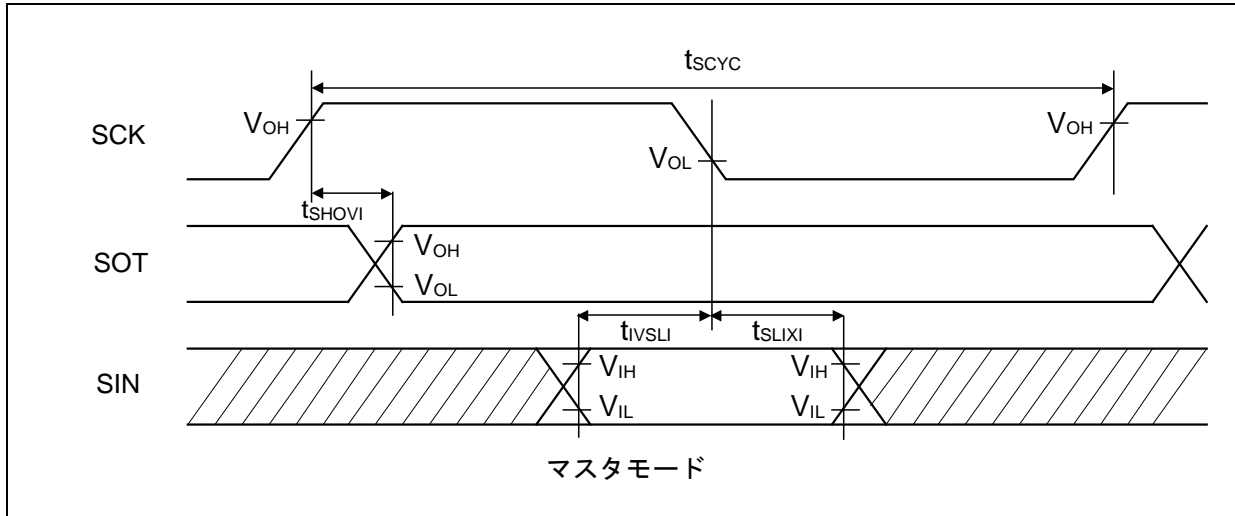 tSCYC
SCK
VOH
VOL
VOH
tSHOVI
SOT
VOH
VOL
tIVSLI
tSLIXI
SIN
VIH
VIL
VIH
VIL
マスタモード